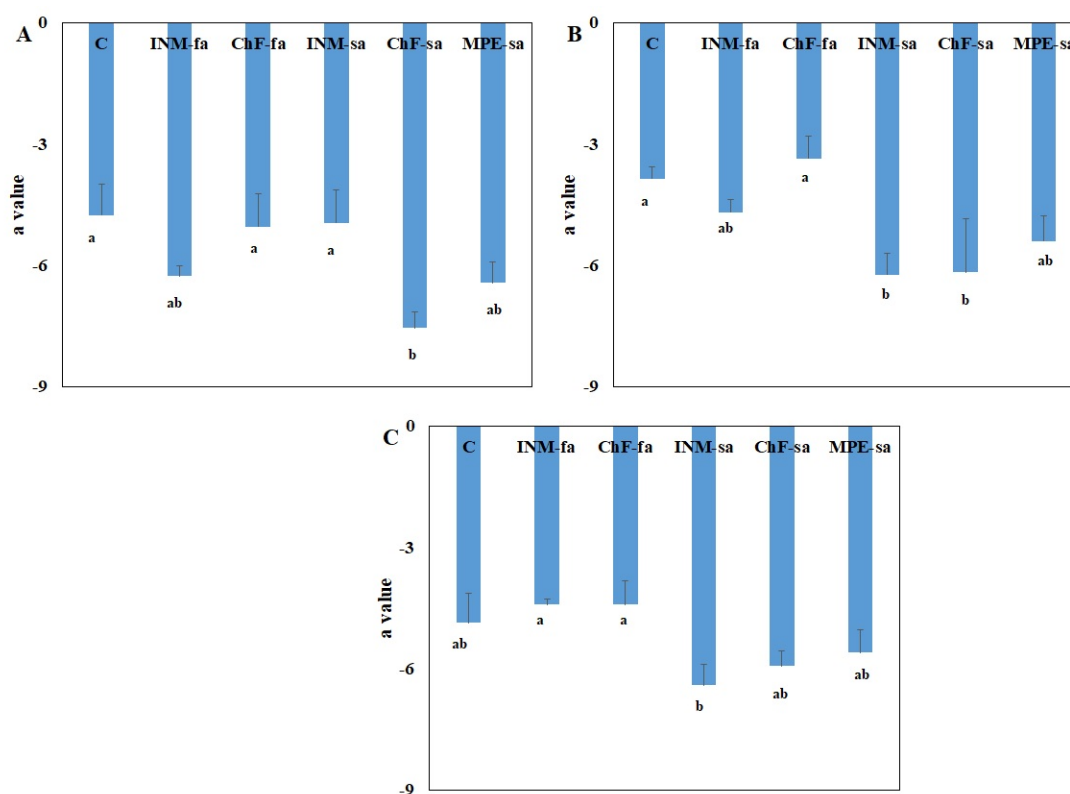 A
0
-3
-6
-9
a value
C INM-fa ChF-fa INM-sa ChF-sa MPE-sa
a ab a a b ab
B
0
-3
-6
-9
a value
C INM-fa ChF-fa INM-sa ChF-sa MPE-sa
a ab a b b ab
C
0
-3
-6
-9
a value
C INM-fa ChF-fa INM-sa ChF-sa MPE-sa
ab a a b ab ab